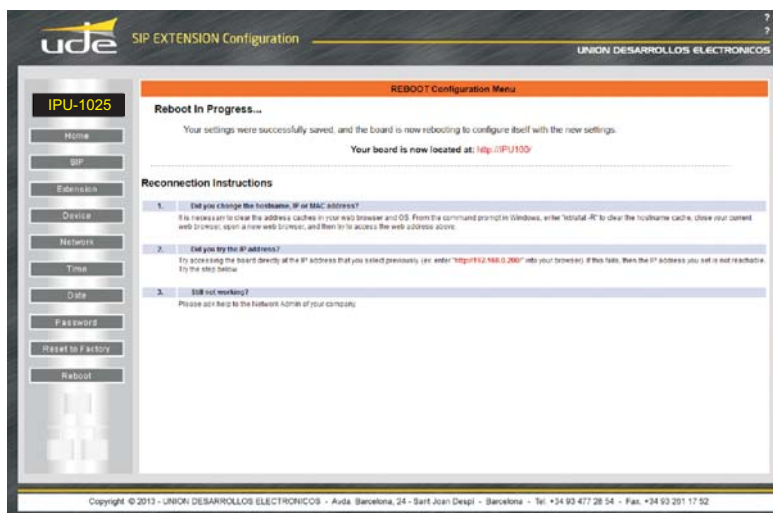 ?
?
ude
SIP EXTENSION Configuration
UNION DESARROLLOS ELECTRONICOS
IPU-1025
Home
SIP
Extension
Device
Network
Time
Date
Password
Reset to Factory
Reboot
REBOOT Configuration Menu
Reboot In Progress...
Your settings were successfully saved, and the board is now rebooting to configure itself with the new settings.
Your board is now located at: http://IPU100/
Reconnection Instructions
1. Did you change the hostname, IP or MAC address?
It is necessary to clear the address caches in your web browser and OS. From the command prompt in Windows, enter "nbtstat -R" to clear the hostname cache, close your current
web browser, open a new web browser, and then try to access the web address above.
2. Did you try the IP address?
Try accessing the board directly at the IP address that you select previously (ex: enter "http://192.168.0.200/" into your browser). If this fails, then the IP address you set is not reachable.
Try the step below.
3. Still not working?
Please ask help to the Network Admin of your company.
Copyright © 2013 - UNION DESARROLLOS ELECTRONICOS - Avda. Barcelona, 24 - Sant Joan Despi - Barcelona - Tel. +34 93 477 28 54 - Fax. +34 93 261 17 52